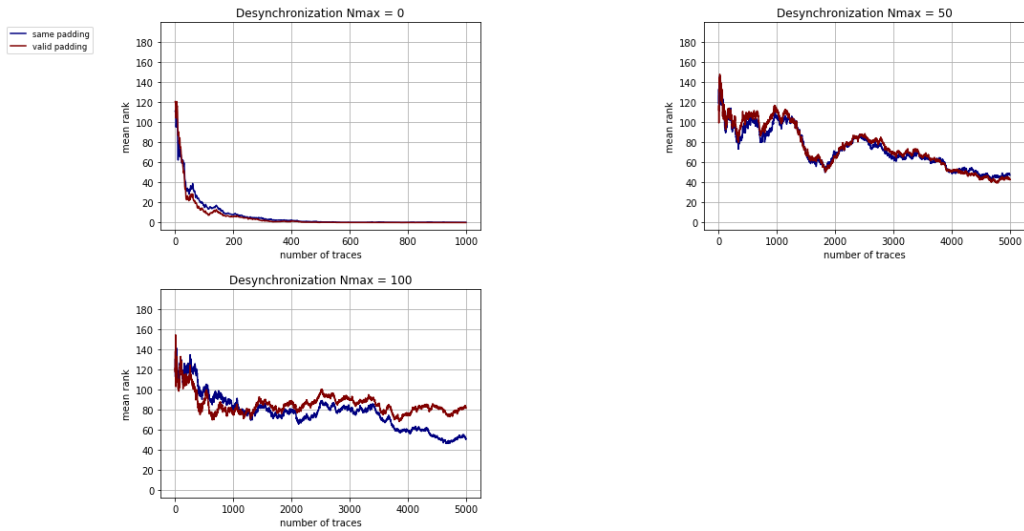 same padding
valid padding
Desynchronization Nmax = 0
mean rank
180
160
140
120
100
80
60
40
20
0
0 200 400 600 800 1000
number of traces
Desynchronization Nmax = 50
mean rank
180
160
140
120
100
80
60
40
20
0
0 1000 2000 3000 4000 5000
number of traces
Desynchronization Nmax = 100
mean rank
180
160
140
120
100
80
60
40
20
0
0 1000 2000 3000 4000 5000
number of traces